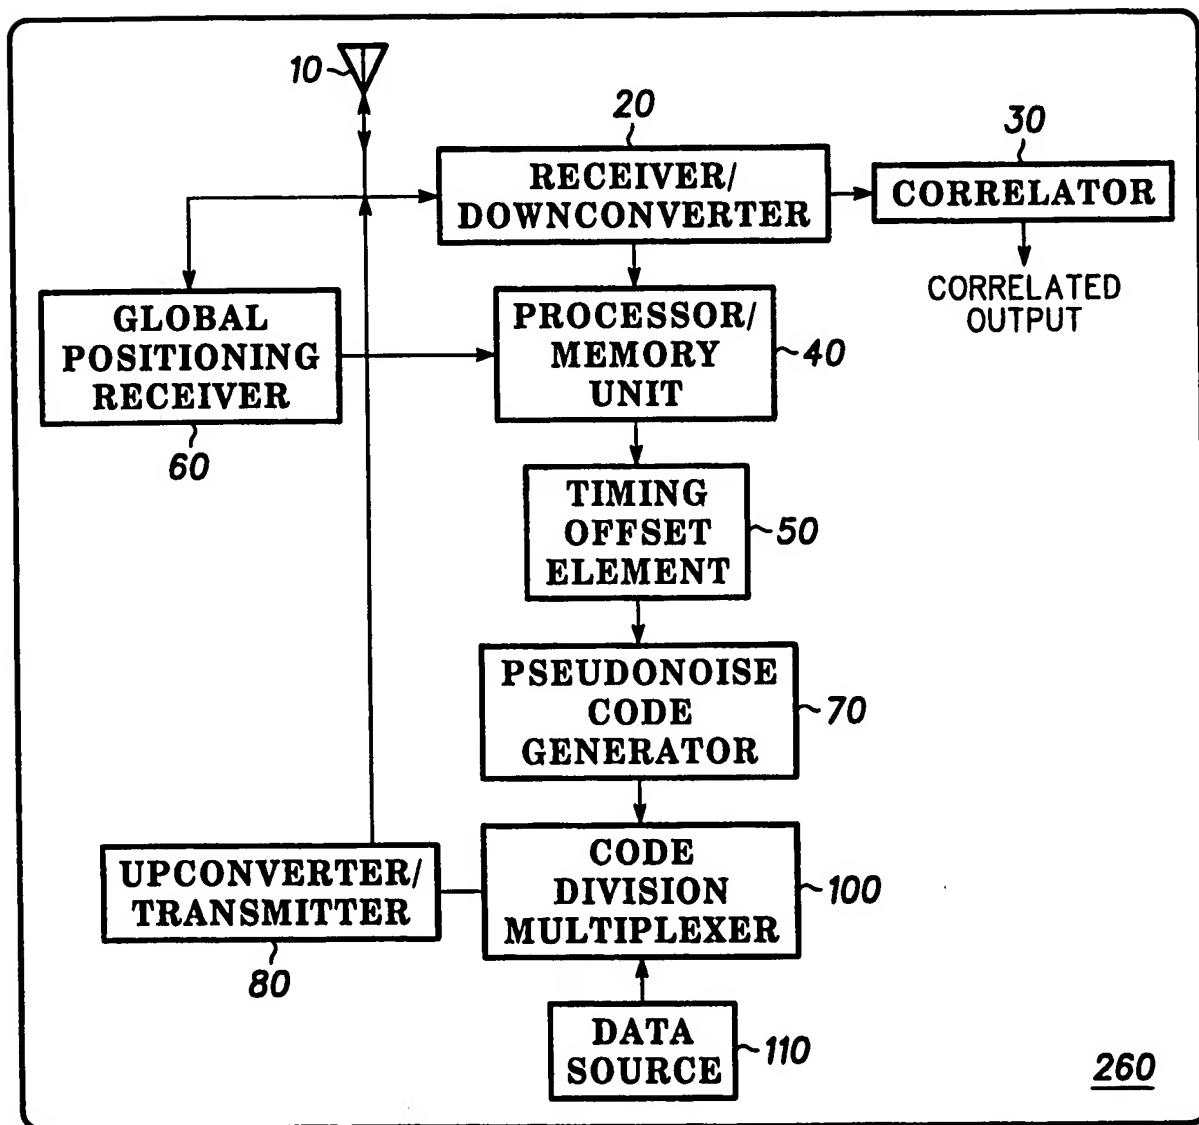 10
20
30
RECEIVER/
DOWNCONVERTER
CORRELATOR
CORRELATED
OUTPUT
GLOBAL
POSITIONING
RECEIVER
60
PROCESSOR/
MEMORY
UNIT
40
TIMING
OFFSET
ELEMENT
50
PSEUDONOISE
CODE
GENERATOR
70
UPCONVERTER/
TRANSMITTER
80
CODE
DIVISION
MULTIPLEXER
100
DATA
SOURCE
110
260